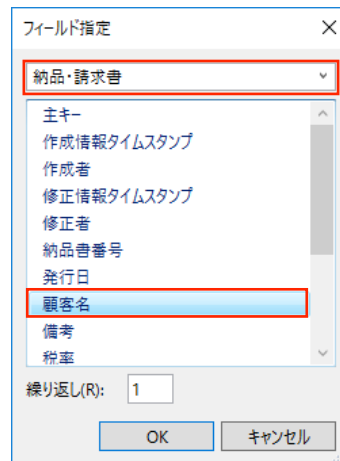 フィールド指定
納品・請求書
主キー
作成情報タイムスタンプ
作成者
修正情報タイムスタンプ
修正者
納品書番号
発行日
顧客名
備考
税率
繰り返し(R): 1
OK キャンセル